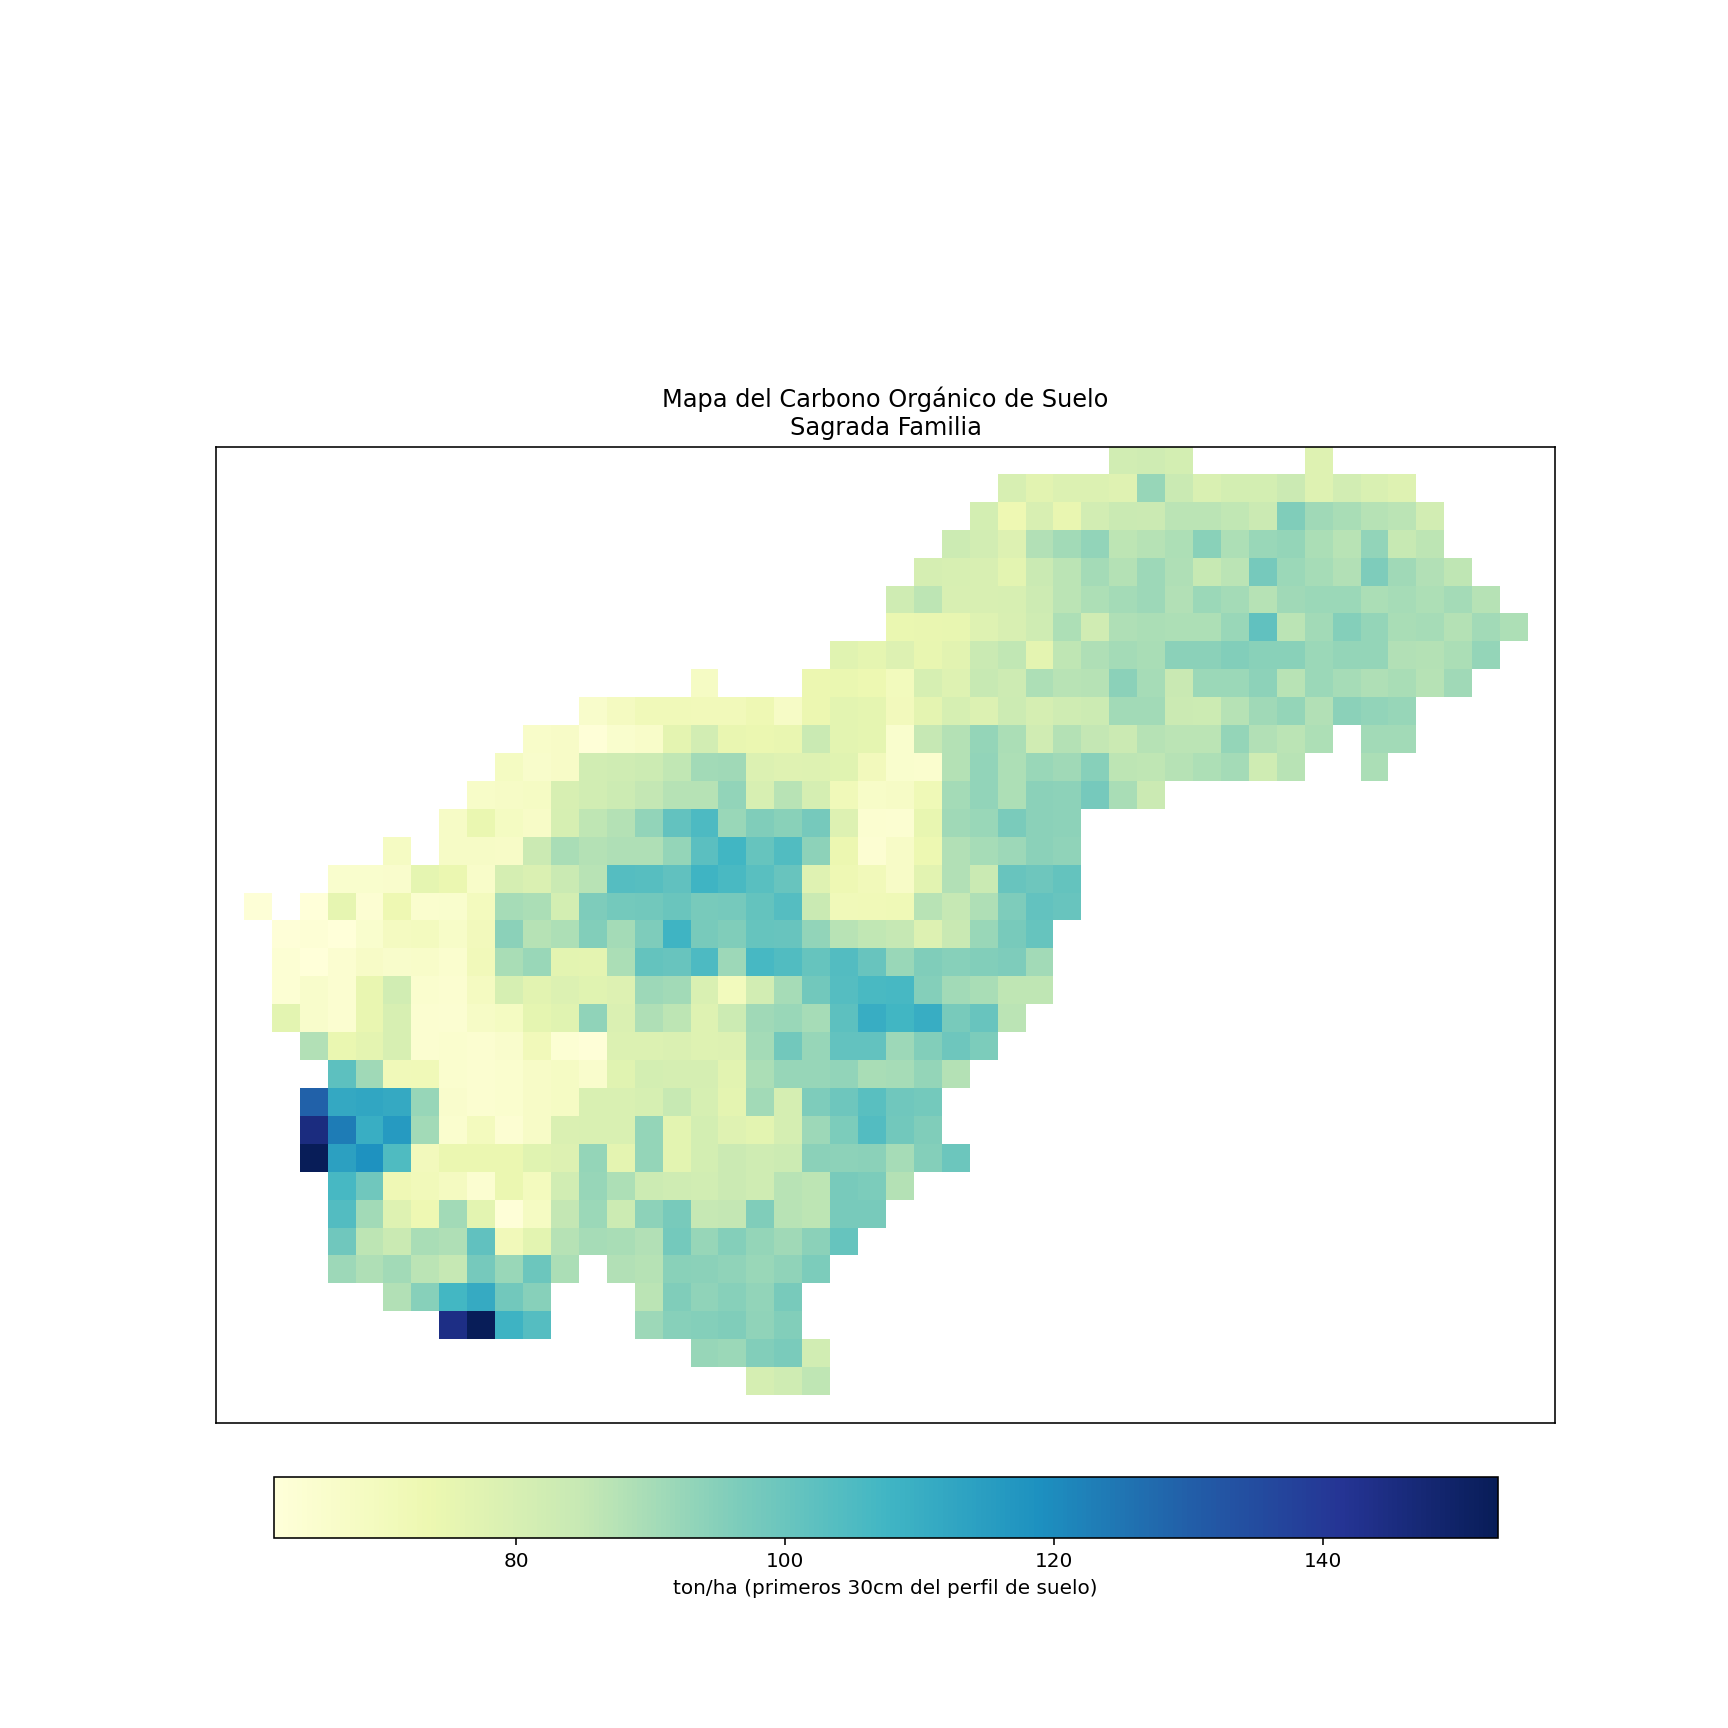 Mapa del Carbono Orgánico de Suelo
Sagrada Familia
80 100 120 140
ton/ha (primeros 30cm del perfil de suelo)